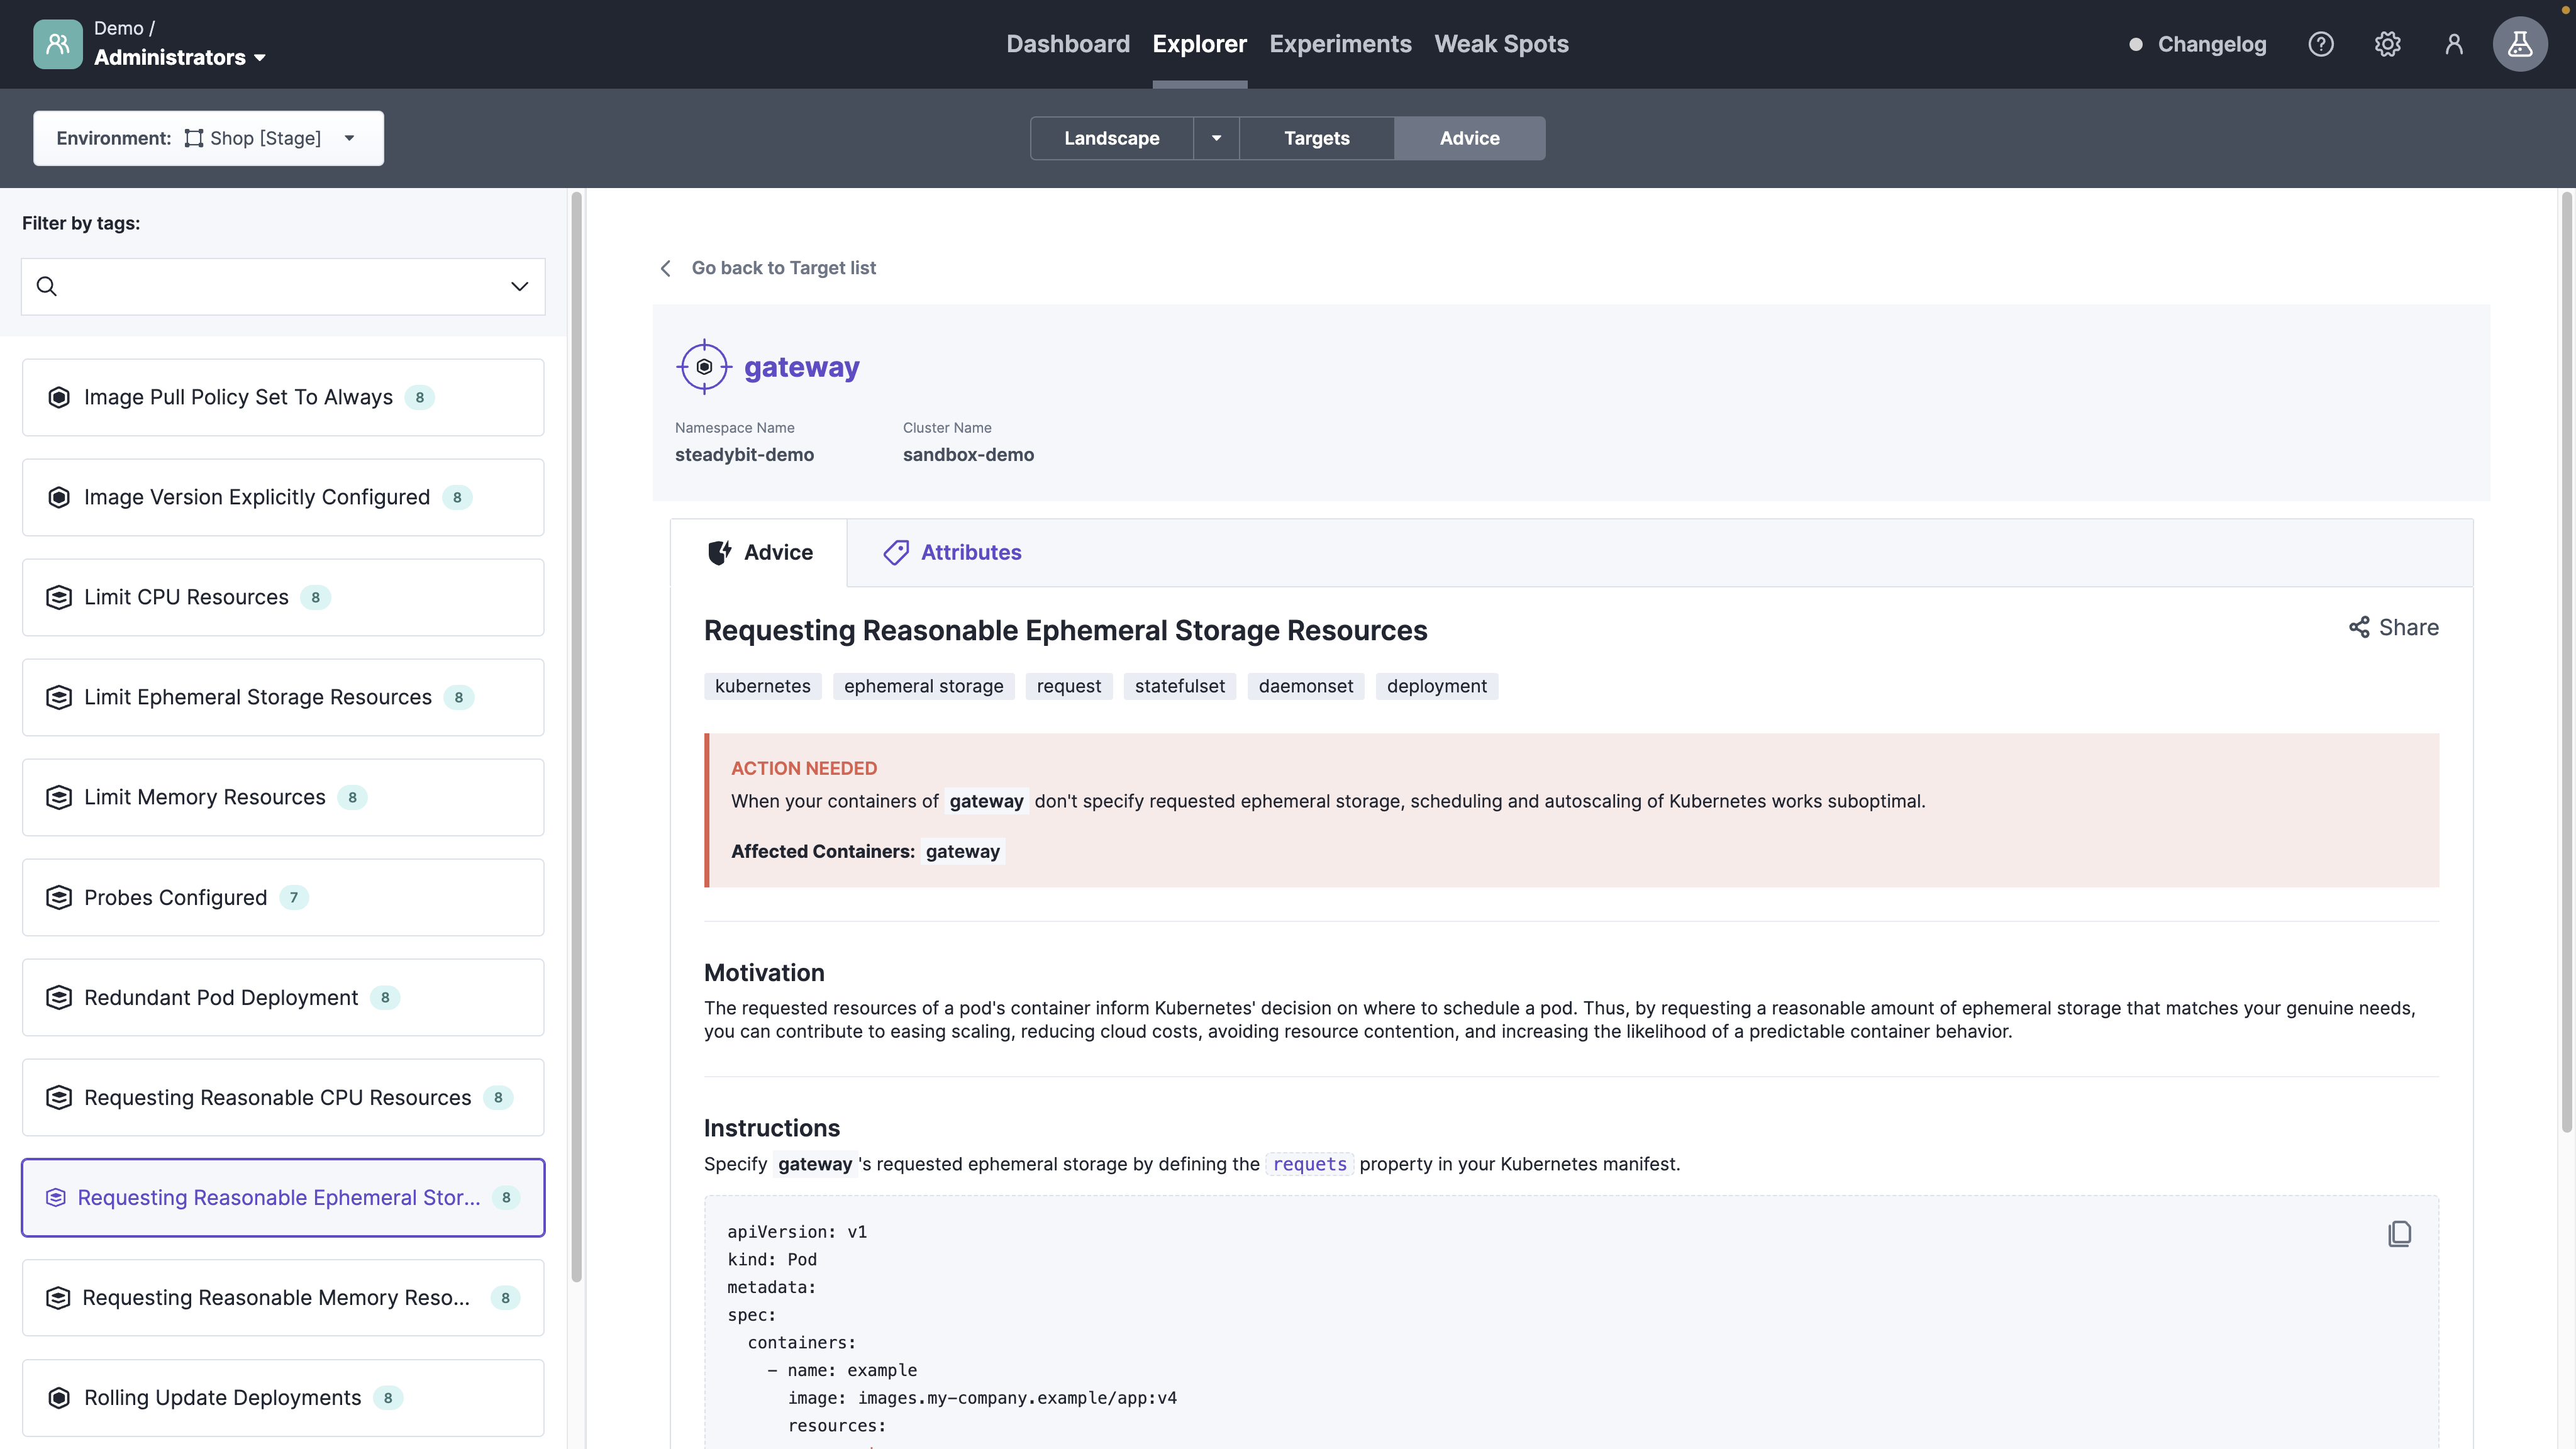 Demo /
Administrators
Dashboard Explorer Experiments Weak Spots
Changelog
Environment: Shop [Stage]
Landscape Targets Advice
Filter by tags:
Image Pull Policy Set To Always 8
Image Version Explicitly Configured 8
Limit CPU Resources 8
Limit Ephemeral Storage Resources 8
Limit Memory Resources 8
Probes Configured 7
Redundant Pod Deployment 8
Requesting Reasonable CPU Resources 8
Requesting Reasonable Ephemeral Stor... 8
Requesting Reasonable Memory Reso... 8
Rolling Update Deployments 8
Go back to Target list
gateway
Namespace Name Cluster Name
steadybit-demo sandbox-demo
Advice Attributes
Requesting Reasonable Ephemeral Storage Resources
Share
kubernetes ephemeral storage request statefulset daemonset deployment
ACTION NEEDED
When your containers of gateway don't specify requested ephemeral storage, scheduling and autoscaling of Kubernetes works suboptimal.
Affected Containers: gateway
Motivation
The requested resources of a pod's container inform Kubernetes' decision on where to schedule a pod. Thus, by requesting a reasonable amount of ephemeral storage that matches your genuine needs,
you can contribute to easing scaling, reducing cloud costs, avoiding resource contention, and increasing the likelihood of a predictable container behavior.
Instructions
Specify gateway 's requested ephemeral storage by defining the requets property in your Kubernetes manifest.
apiVersion: v1
kind: Pod
metadata:
spec:
containers:
- name: example
image: images.my-company.example/app:v4
resources: